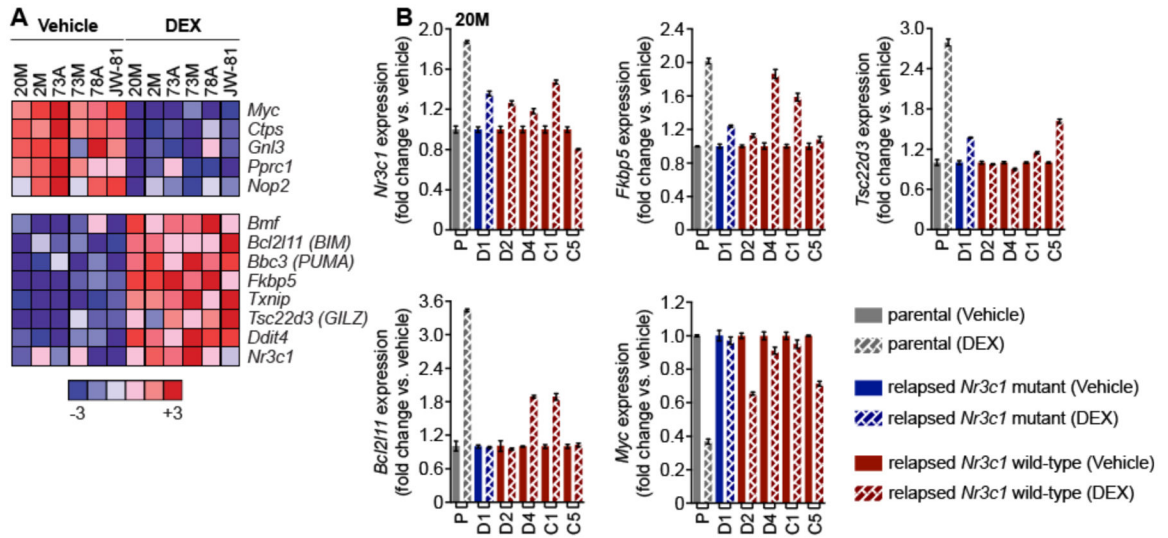 A
Vehicle DEX
20M 2M 73A 73M 78A JW-81 20M 2M 73A 73M 78A JW-81
Myc
Ctps
Gnl3
Pprc1
Nop2
Bmf
Bcl2l11 (BIM)
Bbc3 (PUMA)
Fkbp5
Txnip
Tsc22d3 (GILZ)
Ddit4
Nr3c1
-3 +3
B 20M
Nr3c1 expression
(fold change vs. vehicle)
2.0
1.6
1.2
0.8
0.4
0
P D1 D2 D4 C1 C5
Fkbp5 expression
(fold change vs. vehicle)
2.4
2.0
1.6
1.2
1.0
0.4
0
P D1 D2 D4 C1 C5
Tsc22d3 expression
(fold change vs. vehicle)
3.0
2.4
1.8
1.2
0.6
0
P D1 D2 D4 C1 C5
Bcl2l11 expression
(fold change vs. vehicle)
3.6
3.0
2.4
1.8
1.2
0.6
0
P D1 D2 D4 C1 C5
Myc expression
(fold change vs. vehicle)
1.2
1
0.8
0.6
0.4
0.2
0
P D1 D2 D4 C1 C5
parental (Vehicle)
parental (DEX)
relapsed Nr3c1 mutant (Vehicle)
relapsed Nr3c1 mutant (DEX)
relapsed Nr3c1 wild-type (Vehicle)
relapsed Nr3c1 wild-type (DEX)